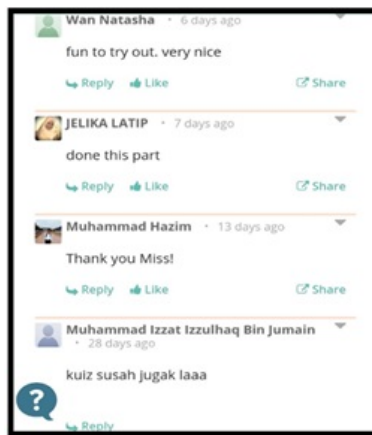 Wan Natasha • 6 days ago
fun to try out. very nice
Reply Like Share
JELIKA LATIP • 7 days ago
done this part
Reply Like Share
Muhammad Hazim • 13 days ago
Thank you Miss!
Reply Like Share
Muhammad Izzat Izzulhaq Bin Jumain
• 28 days ago
kuiz susah jugak laaa
?
Reply